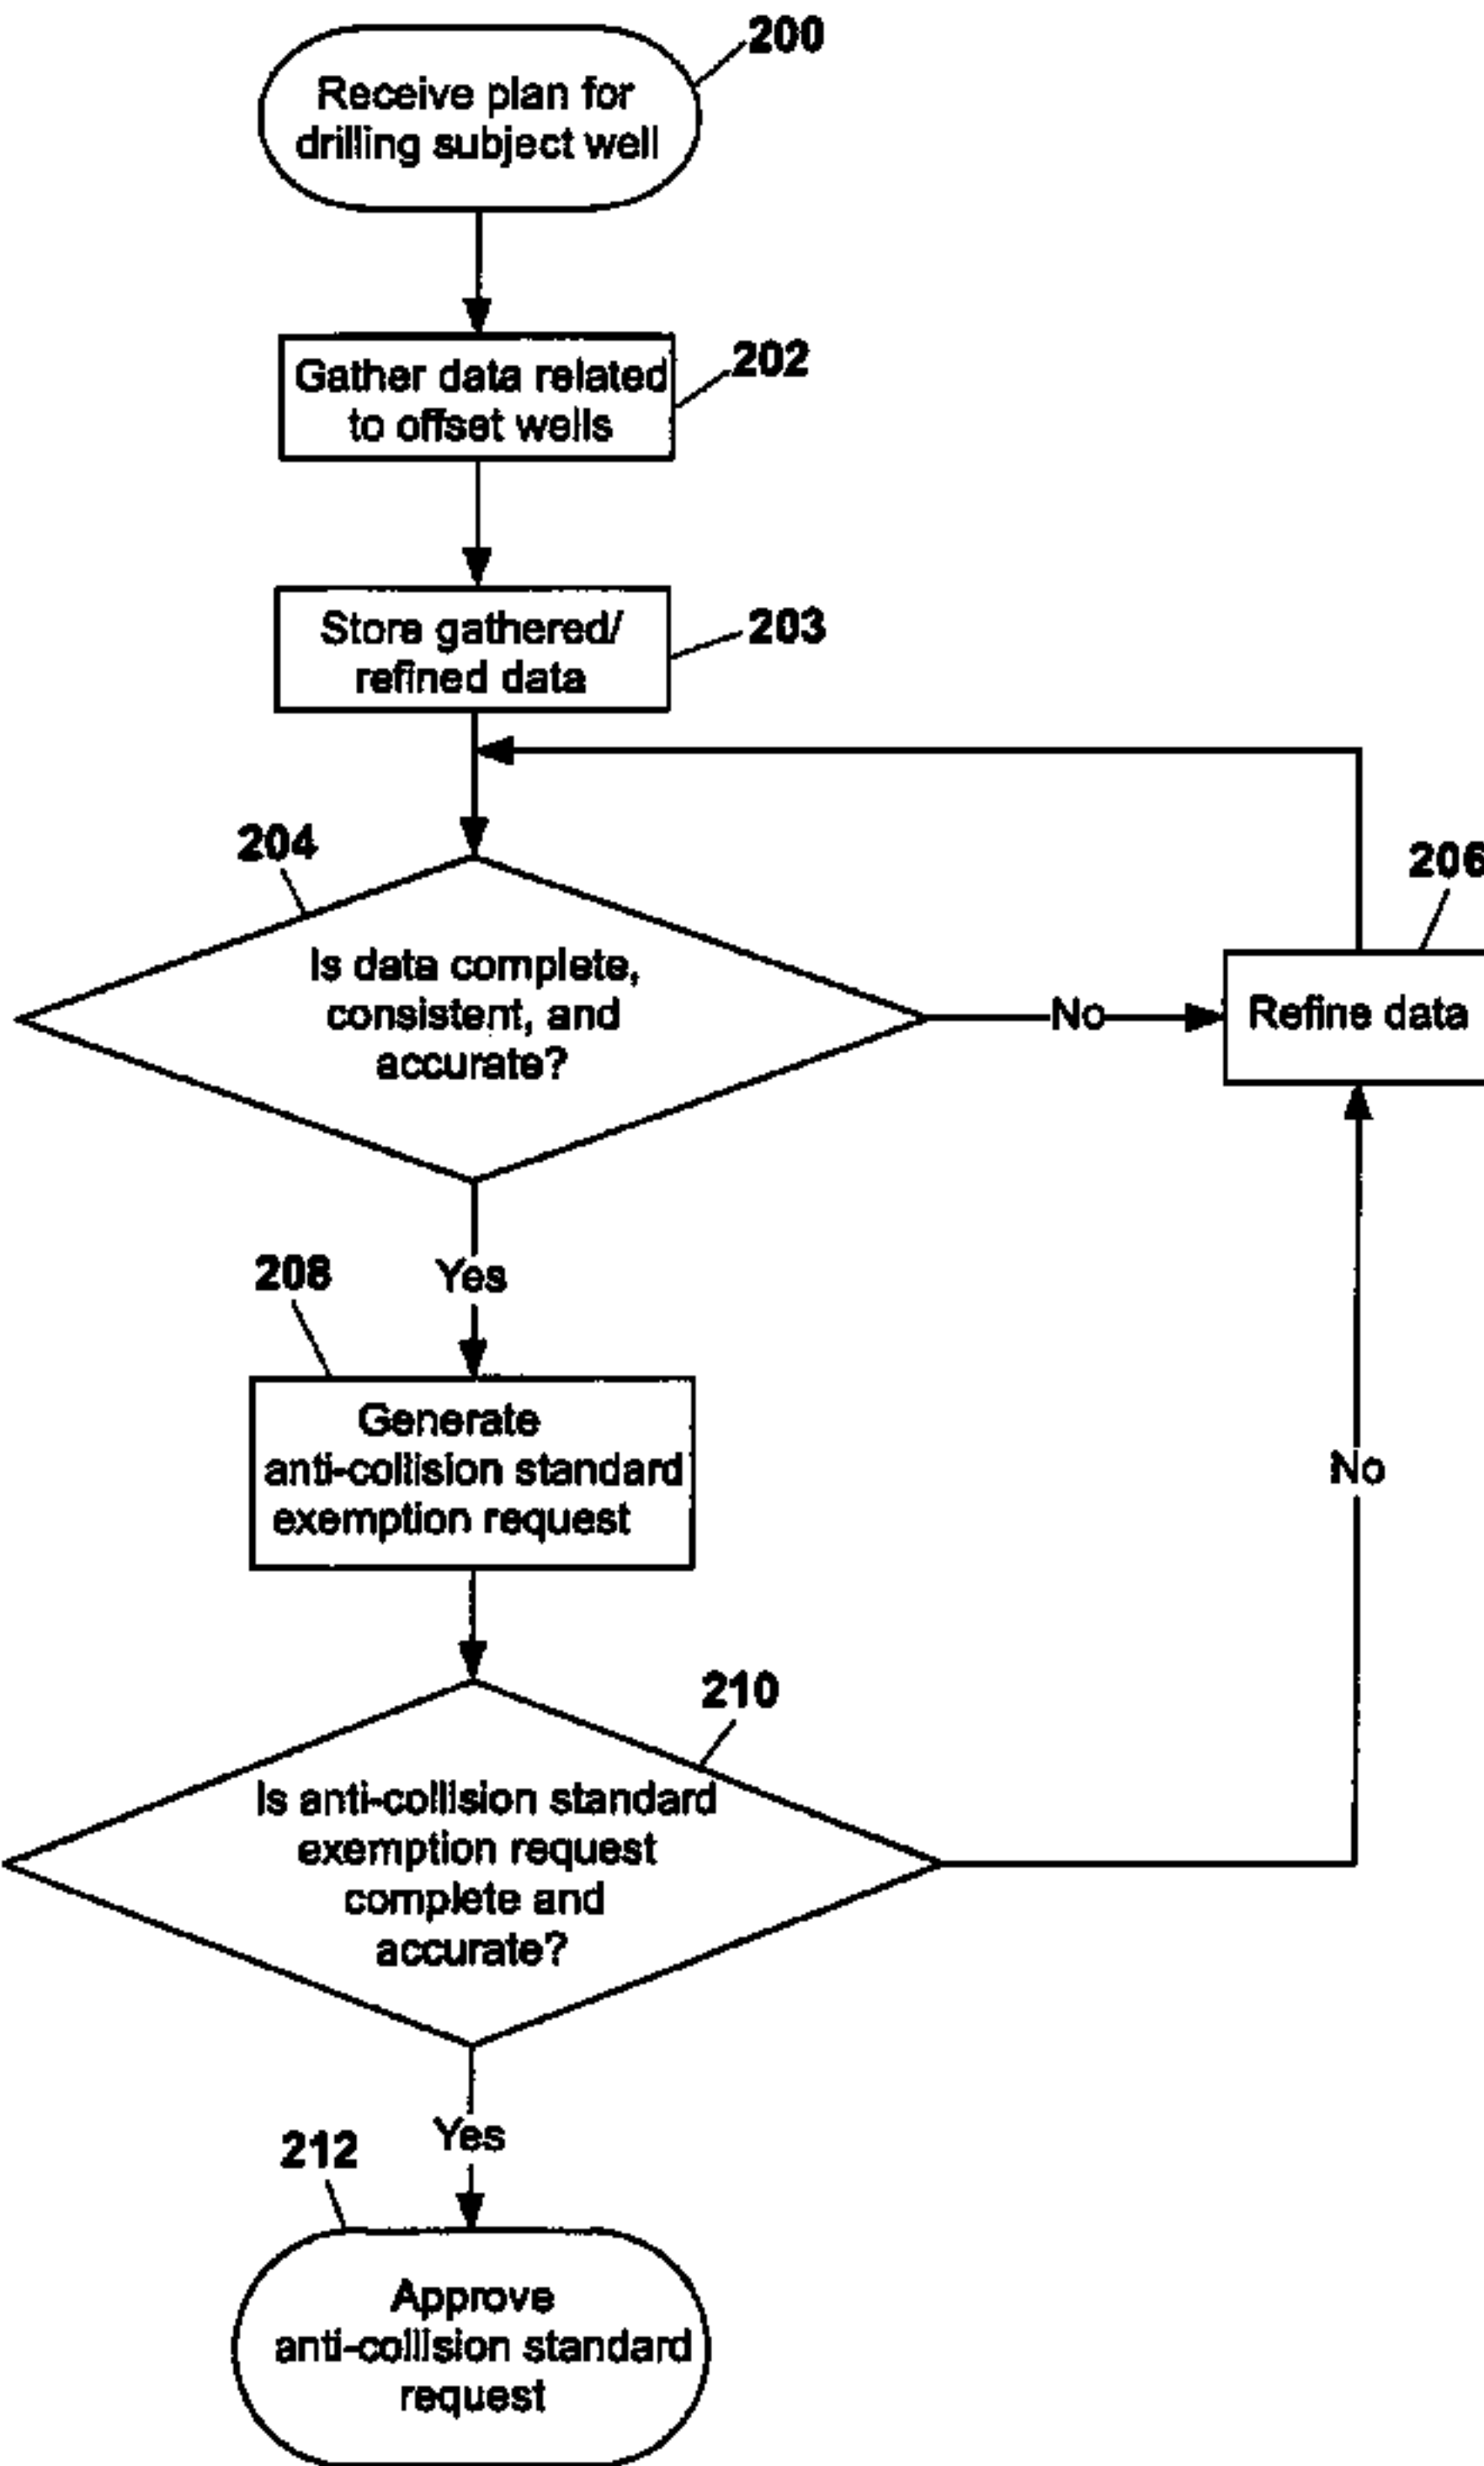 200
Receive plan for
drilling subject well
202
Gather data related
to offset wells
203
Store gathered/
refined data
204
Is data complete,
consistent, and
accurate?
No
206
Refine data
Yes
208
Generate
anti-collision standard
exemption request
No
210
Is anti-collision standard
exemption request
complete and
accurate?
Yes
212
Approve
anti-collision standard
request